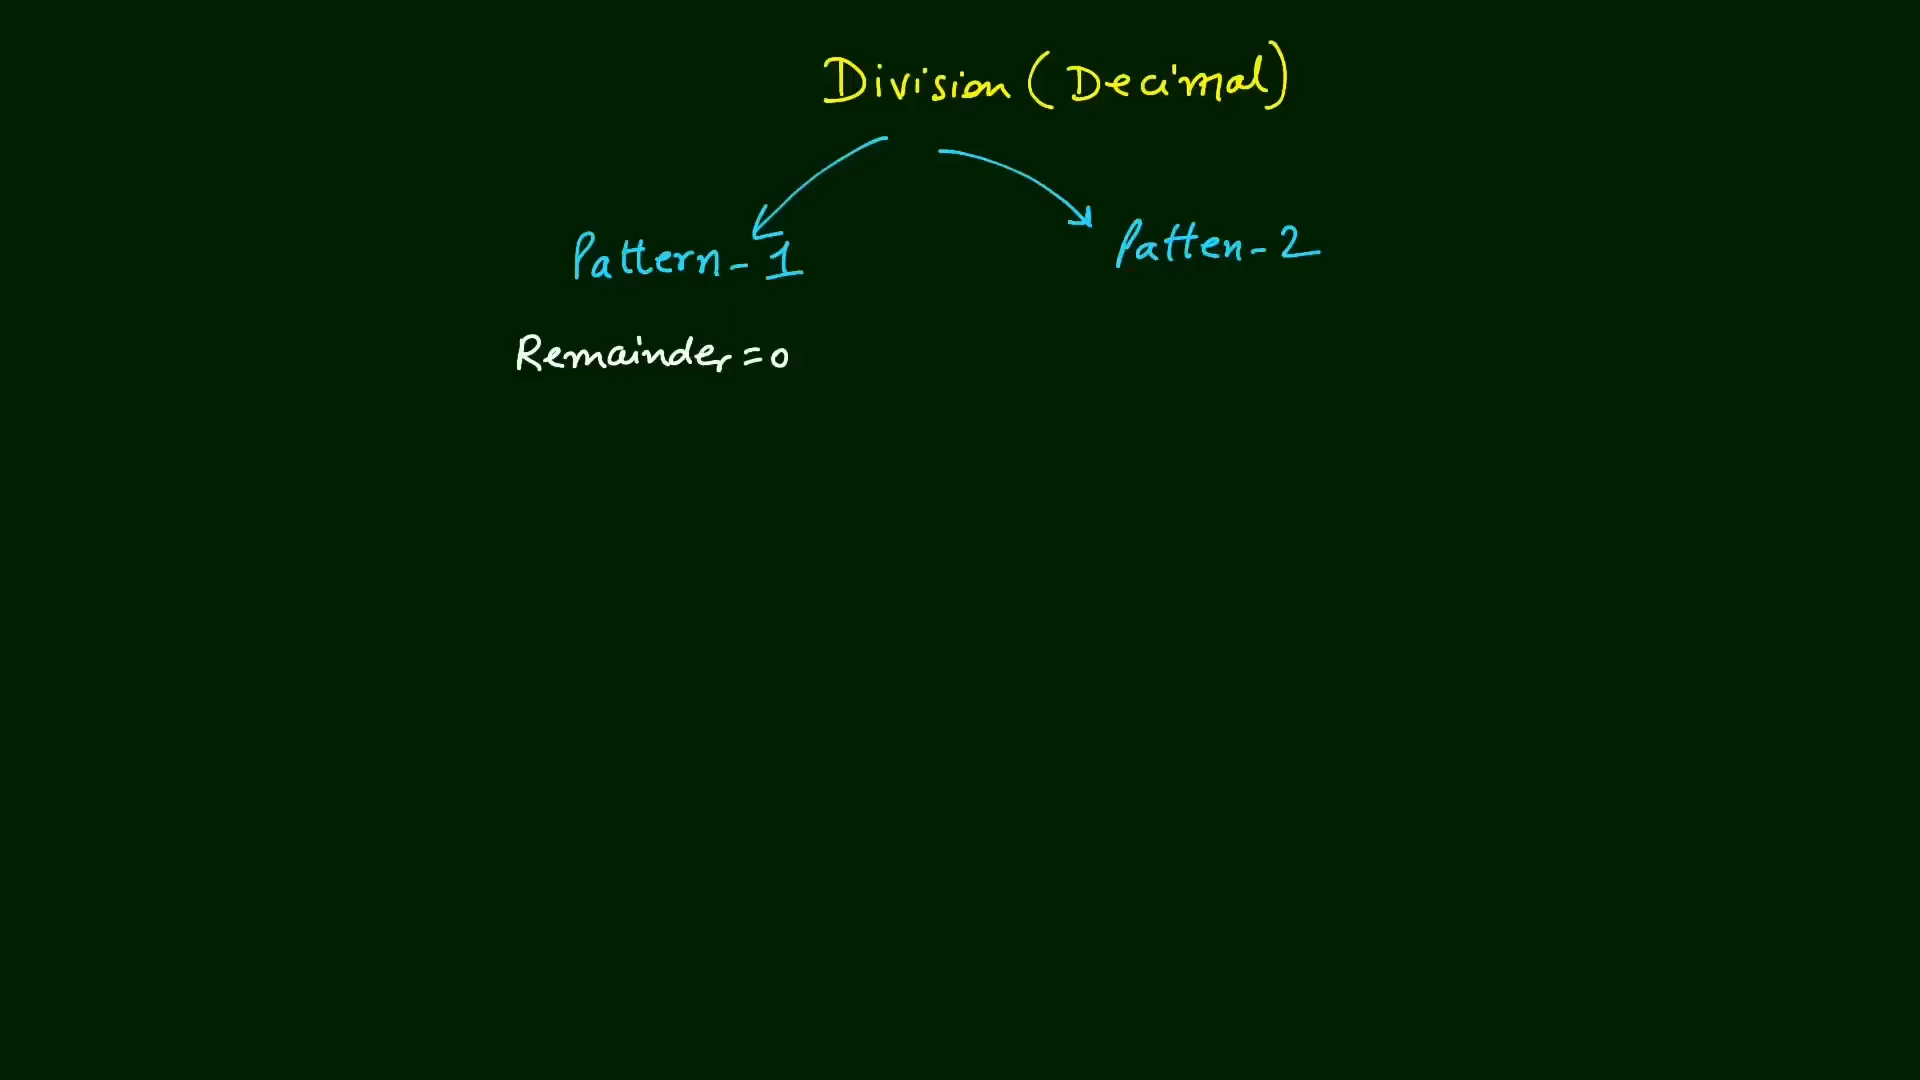 Division (Decimal)
Pattern-1
Patten-2
Remainder=0